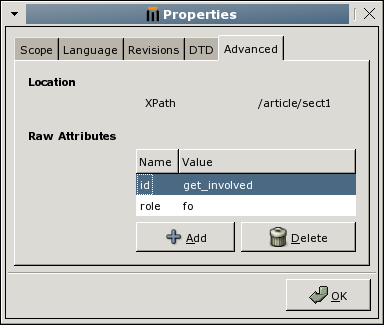 Properties
Scope Language Revisions DTD Advanced
Location
XPath /article/sect1
Raw Attributes
Name Value
id get_involved
role fo
Add Delete
OK